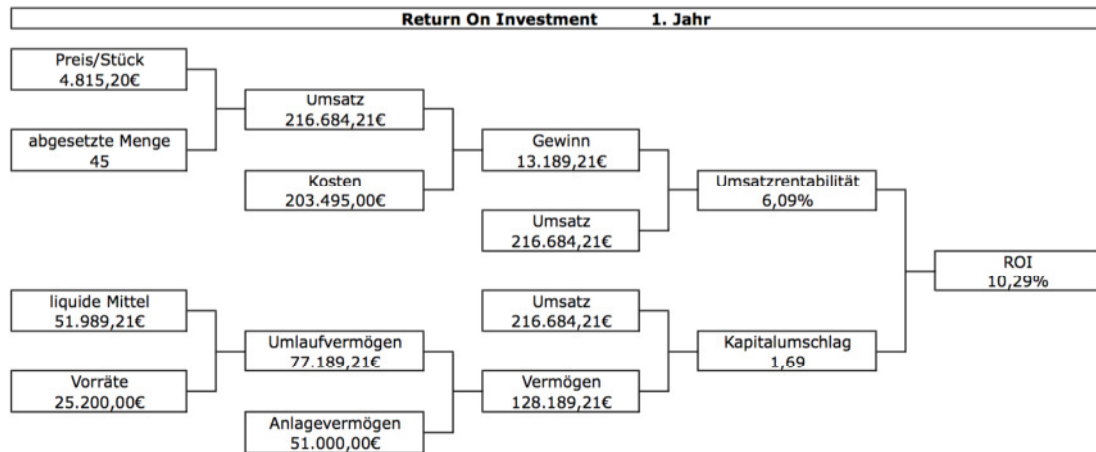 Return On Investment 1. Jahr
Preis/Stück
4.815,20€
abgesetzte Menge
45
Umsatz
216.684,21€
Kosten
203.495,00€
Gewinn
13.189,21€
Umsatz
216.684,21€
Umsatzrentabilität
6,09%
ROI
10,29%
liquide Mittel
51.989,21€
Vorräte
25.200,00€
Umlaufvermögen
77.189,21€
Anlagevermögen
51.000,00€
Umsatz
216.684,21€
Vermögen
128.189,21€
Kapitalumschlag
1,69